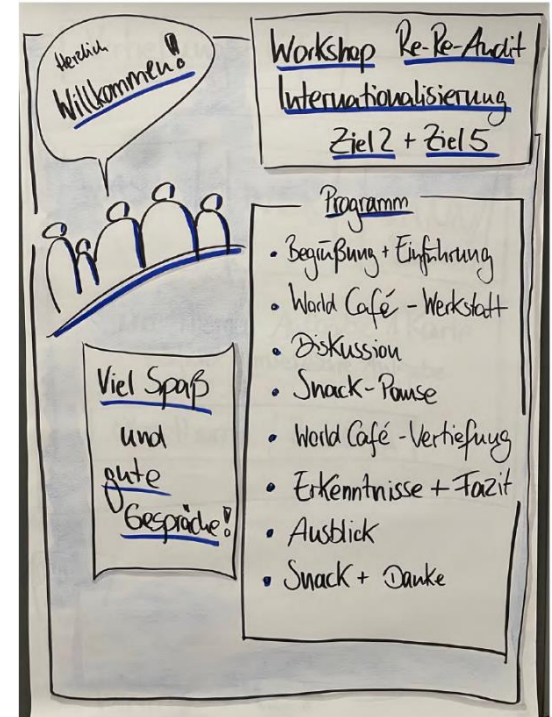 Herzlich
Willkommen!
Workshop Re-Re-Audit
Internationalisierung
Ziel 2 + Ziel 5
Programm
• Begrüßung + Einführung
• World Café - Werkstatt
• Diskussion
• Snack-Pause
• World Café - Vertiefung
• Erkenntnisse + Fazit
• Ausblick
• Snack + Danke
Viel Spaß
und
gute
Gespräche!